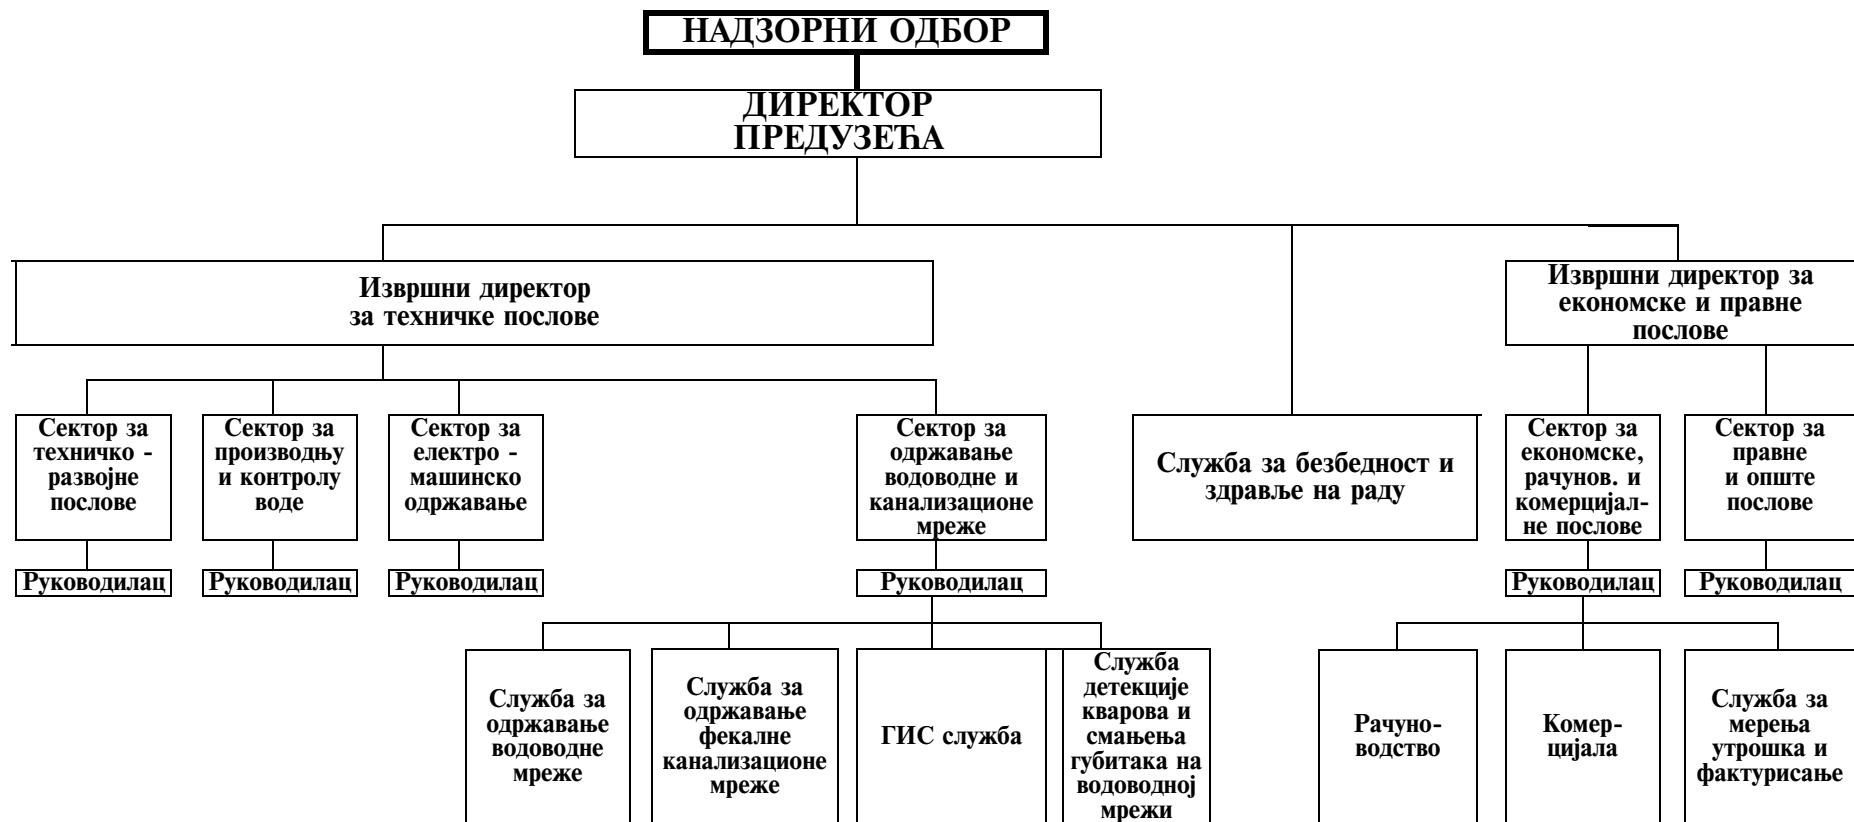 НАДЗОРНИ ОДБОР
ДИРЕКТОР
ПРЕДУЗЕЋА
Извршни директор
за техничке послове
Извршни директор за
економске и правне
послове
Сектор за
техничко -
развојне
послове
Сектор за
производњу
и контролу
воде
Сектор за
електро -
машинско
одржавање
Сектор за
одржавање
водоводне и
канализационе
мреже
Служба за безбедност и
здравље на раду
Сектор за
економске,
рачунов. и
комерцијал-
не послове
Сектор за
правне
и опште
послове
Руководилац
Руководилац
Руководилац
Руководилац
Руководилац
Руководилац
Служба за
одржавање
водоводне
мреже
Служба за
одржавање
фекалне
канализационе
мреже
ГИС служба
Служба
детекције
кварова и
смањења
губитака на
водоводној
мрежи
Рачуно-
водство
Комер-
цијала
Служба за
мерења
утрошка и
фактурисање